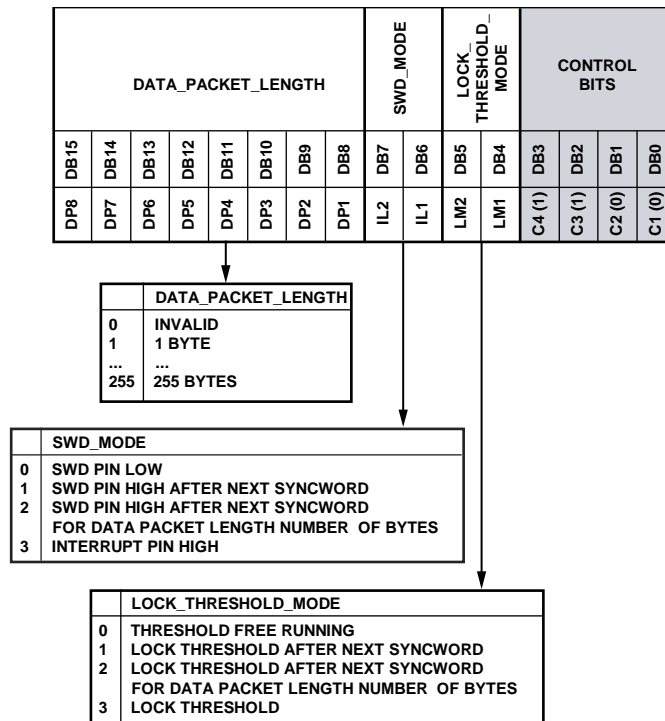 DATA_PACKET_LENGTH
SWD_MODE
LOCK_
THRESHOLD_
MODE
CONTROL
BITS
DB15 DB14 DB13 DB12 DB11 DB10 DB9 DB8 DB7 DB6 DB5 DB4 DB3 DB2 DB1 DB0
DP8 DP7 DP6 DP5 DP4 DP3 DP2 DP1 IL2 IL1 LM2 LM1 C4 (1) C3 (1) C2 (0) C1 (0)
DATA_PACKET_LENGTH
0 INVALID
1 1 BYTE
... ...
255 255 BYTES
SWD_MODE
0 SWD PIN LOW
1 SWD PIN HIGH AFTER NEXT SYNCWORD
2 SWD PIN HIGH AFTER NEXT SYNCWORD
FOR DATA PACKET LENGTH NUMBER OF BYTES
3 INTERRUPT PIN HIGH
LOCK_THRESHOLD_MODE
0 THRESHOLD FREE RUNNING
1 LOCK THRESHOLD AFTER NEXT SYNCWORD
2 LOCK THRESHOLD AFTER NEXT SYNCWORD
FOR DATA PACKET LENGTH NUMBER OF BYTES
3 LOCK THRESHOLD